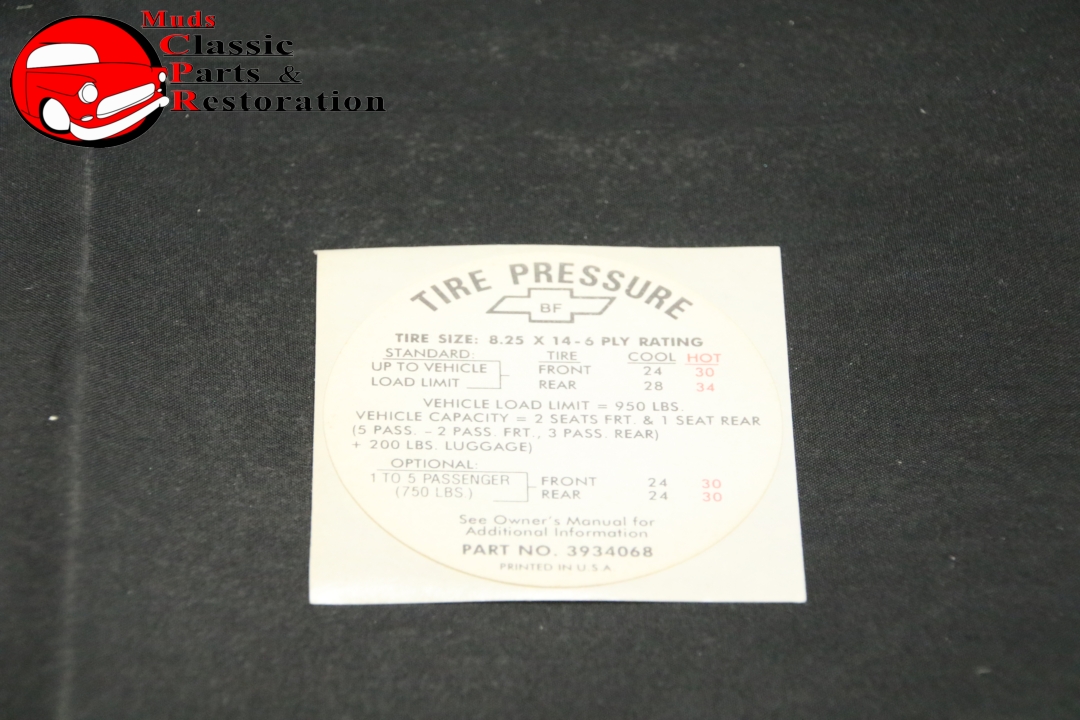 Muds
Classic
Parts &
Restoration
TIRE PRESSURE
BF
TIRE SIZE: 8.25 X 14-6 PLY RATING
STANDARD: TIRE COOL HOT
UP TO VEHICLE FRONT 24 30
LOAD LIMIT REAR 28 34
VEHICLE LOAD LIMIT = 950 LBS.
VEHICLE CAPACITY = 2 SEATS FRT. & 1 SEAT REAR
(5 PASS. - 2 PASS. FRT., 3 PASS. REAR)
+ 200 LBS. LUGGAGE)
OPTIONAL:
1 TO 5 PASSENGER FRONT 24 30
(750 LBS.) REAR 24 30
See Owner's Manual for
Additional Information
PART NO. 3934068
PRINTED IN U.S.A.